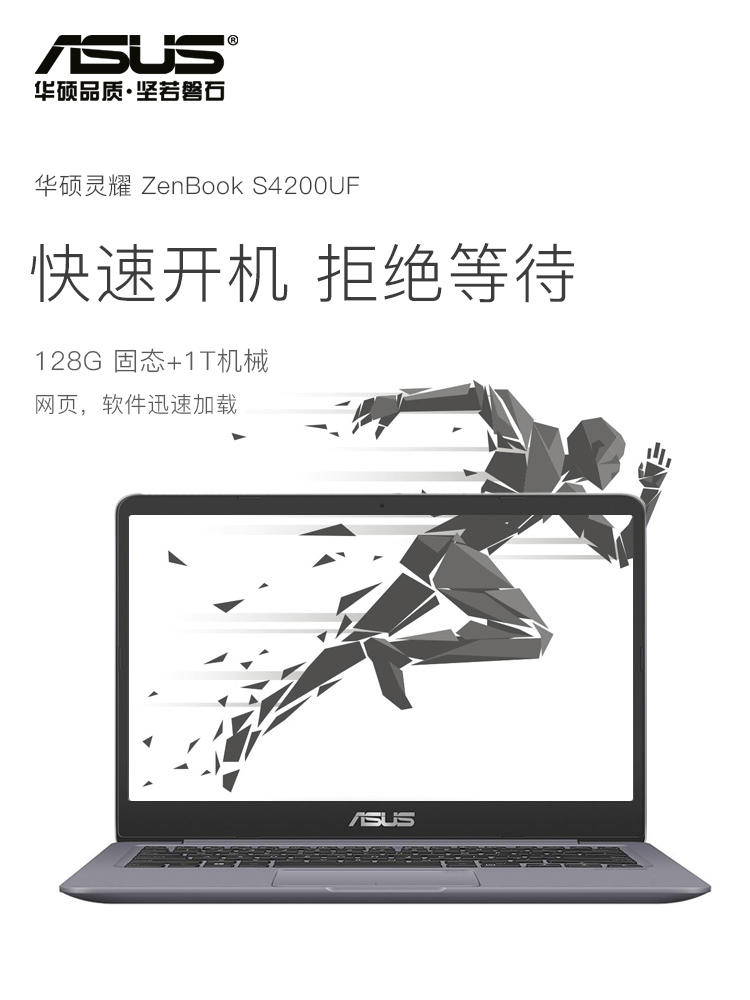 ASUS®
华硕品质·坚若磐石
华硕灵耀 ZenBook S4200UF
快速开机 拒绝等待
128G 固态+1T机械
网页，软件迅速加载
ASUS